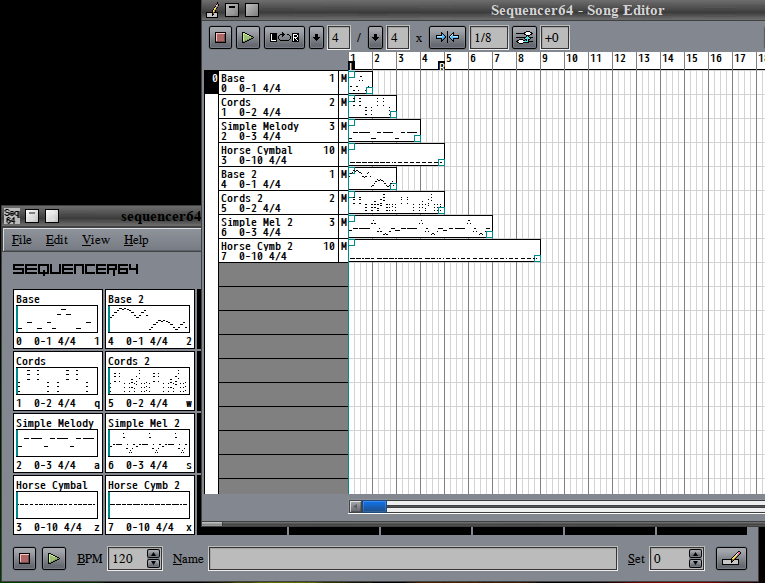 Sequencer64 - Song Editor
L R 4 / 4 x 1/8 +0
1 2 3 4 5 6 7 8 9 10 11 12 13 14 15 16 17
0 Base 1 M
0 0-1 4/4
Cords 2 M
1 0-2 4/4
Simple Melody 3 M
2 0-3 4/4
Horse Cymbal 10 M
3 0-10 4/4
Base 2 1 M
4 0-1 4/4
Cords 2 2 M
5 0-2 4/4
Simple Mel 2 3 M
6 0-3 4/4
Horse Cymb 2 10 M
7 0-10 4/4
Seq 64 sequencer64
File Edit View Help
SEQUENCER64
Base Base 2
0 0-1 4/4 1 4 0-1 4/4 2
Cords Cords 2
1 0-2 4/4 q 5 0-2 4/4 w
Simple Melody Simple Mel 2
2 0-3 4/4 a 6 0-3 4/4 s
Horse Cymbal Horse Cymb 2
3 0-10 4/4 z 7 0-10 4/4 x
BPM 120 Name Set 0